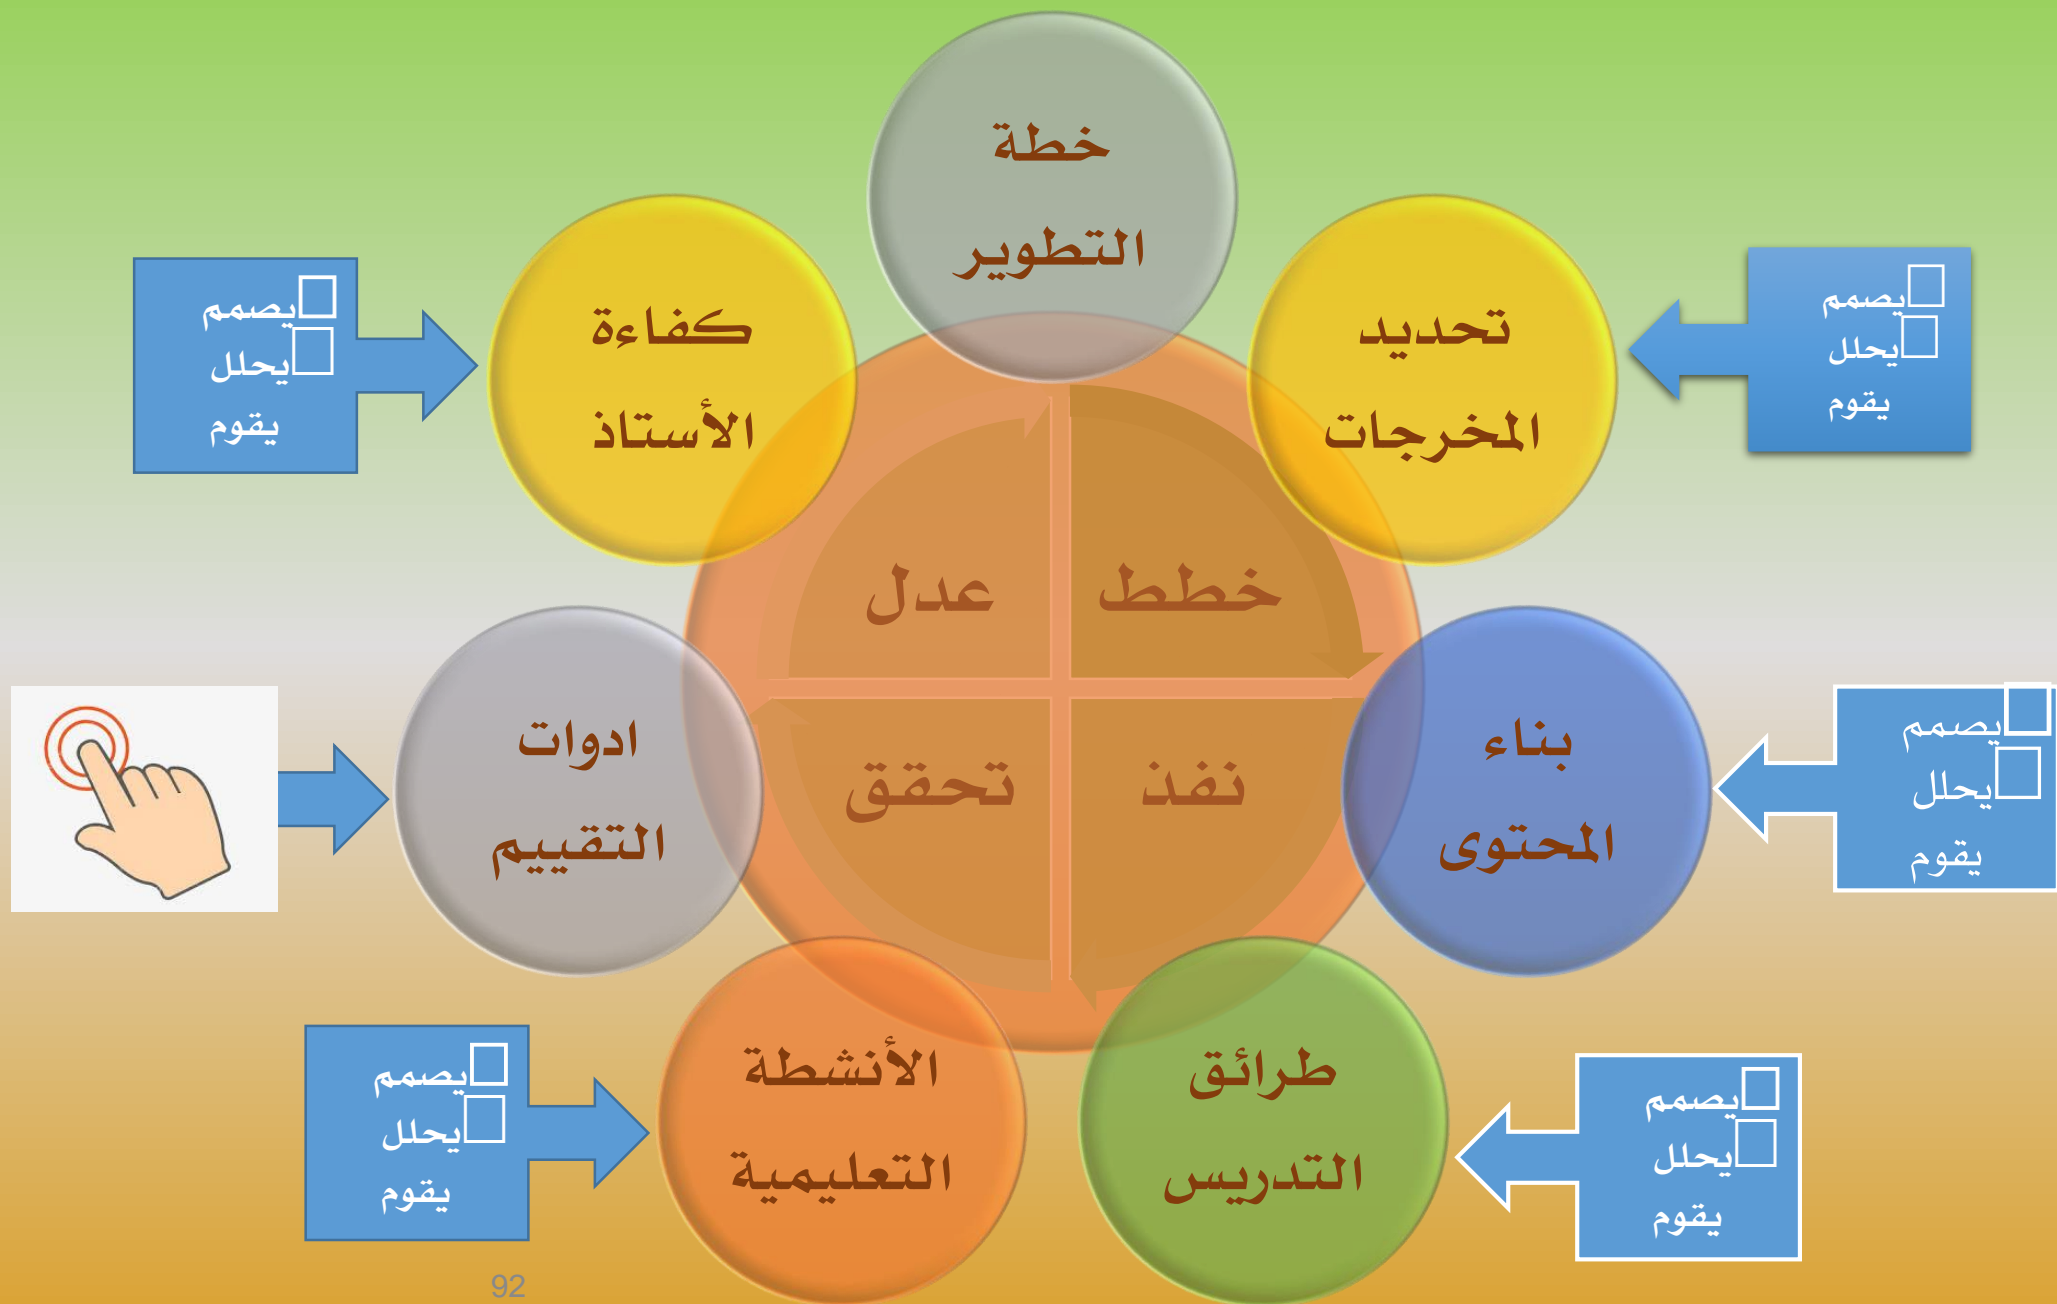 خطة
التطوير
تحديد
المخرجات
يصمم
يحلل
يقوم
بناء
المحتوى
يصمم
يحلل
يقوم
طرائق
التدريس
يصمم
يحلل
يقوم
الأنشطة
التعليمية
يصمم
يحلل
يقوم
ادوات
التقييم
كفاءة
الأستاذ
يصمم
يحلل
يقوم
خطط
نفذ
تحقق
عدل
92